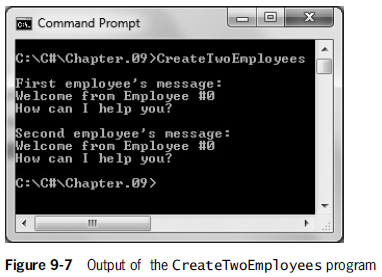 Command Prompt
C:\C#\Chapter.09>CreateTwoEmployees
First employee's message:
Welcome from Employee #0
How can I help you?
Second employee's message:
Welcome from Employee #0
How can I help you?
C:\C#\Chapter.09>
Figure 9-7 Output of the CreateTwoEmployees program